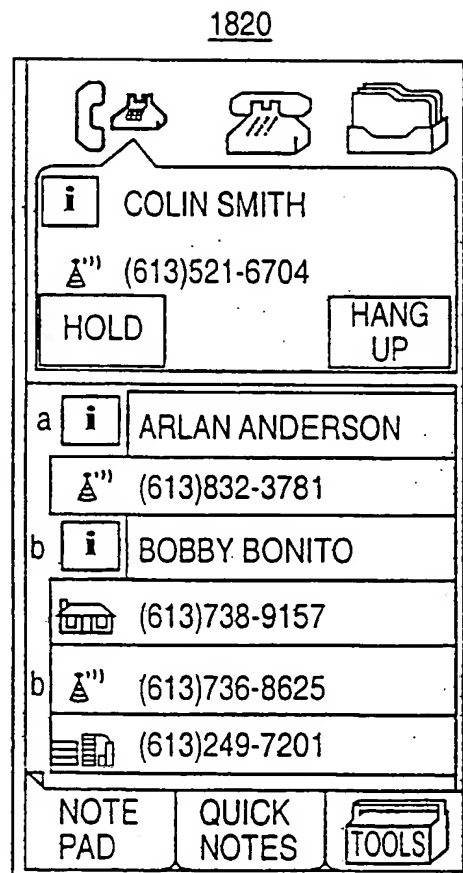 1820
i COLIN SMITH
(613)521-6704
HOLD
HANG
UP
a i ARLAN ANDERSON
(613)832-3781
b i BOBBY BONITO
(613)738-9157
b (613)736-8625
(613)249-7201
NOTE
PAD
QUICK
NOTES
TOOLS